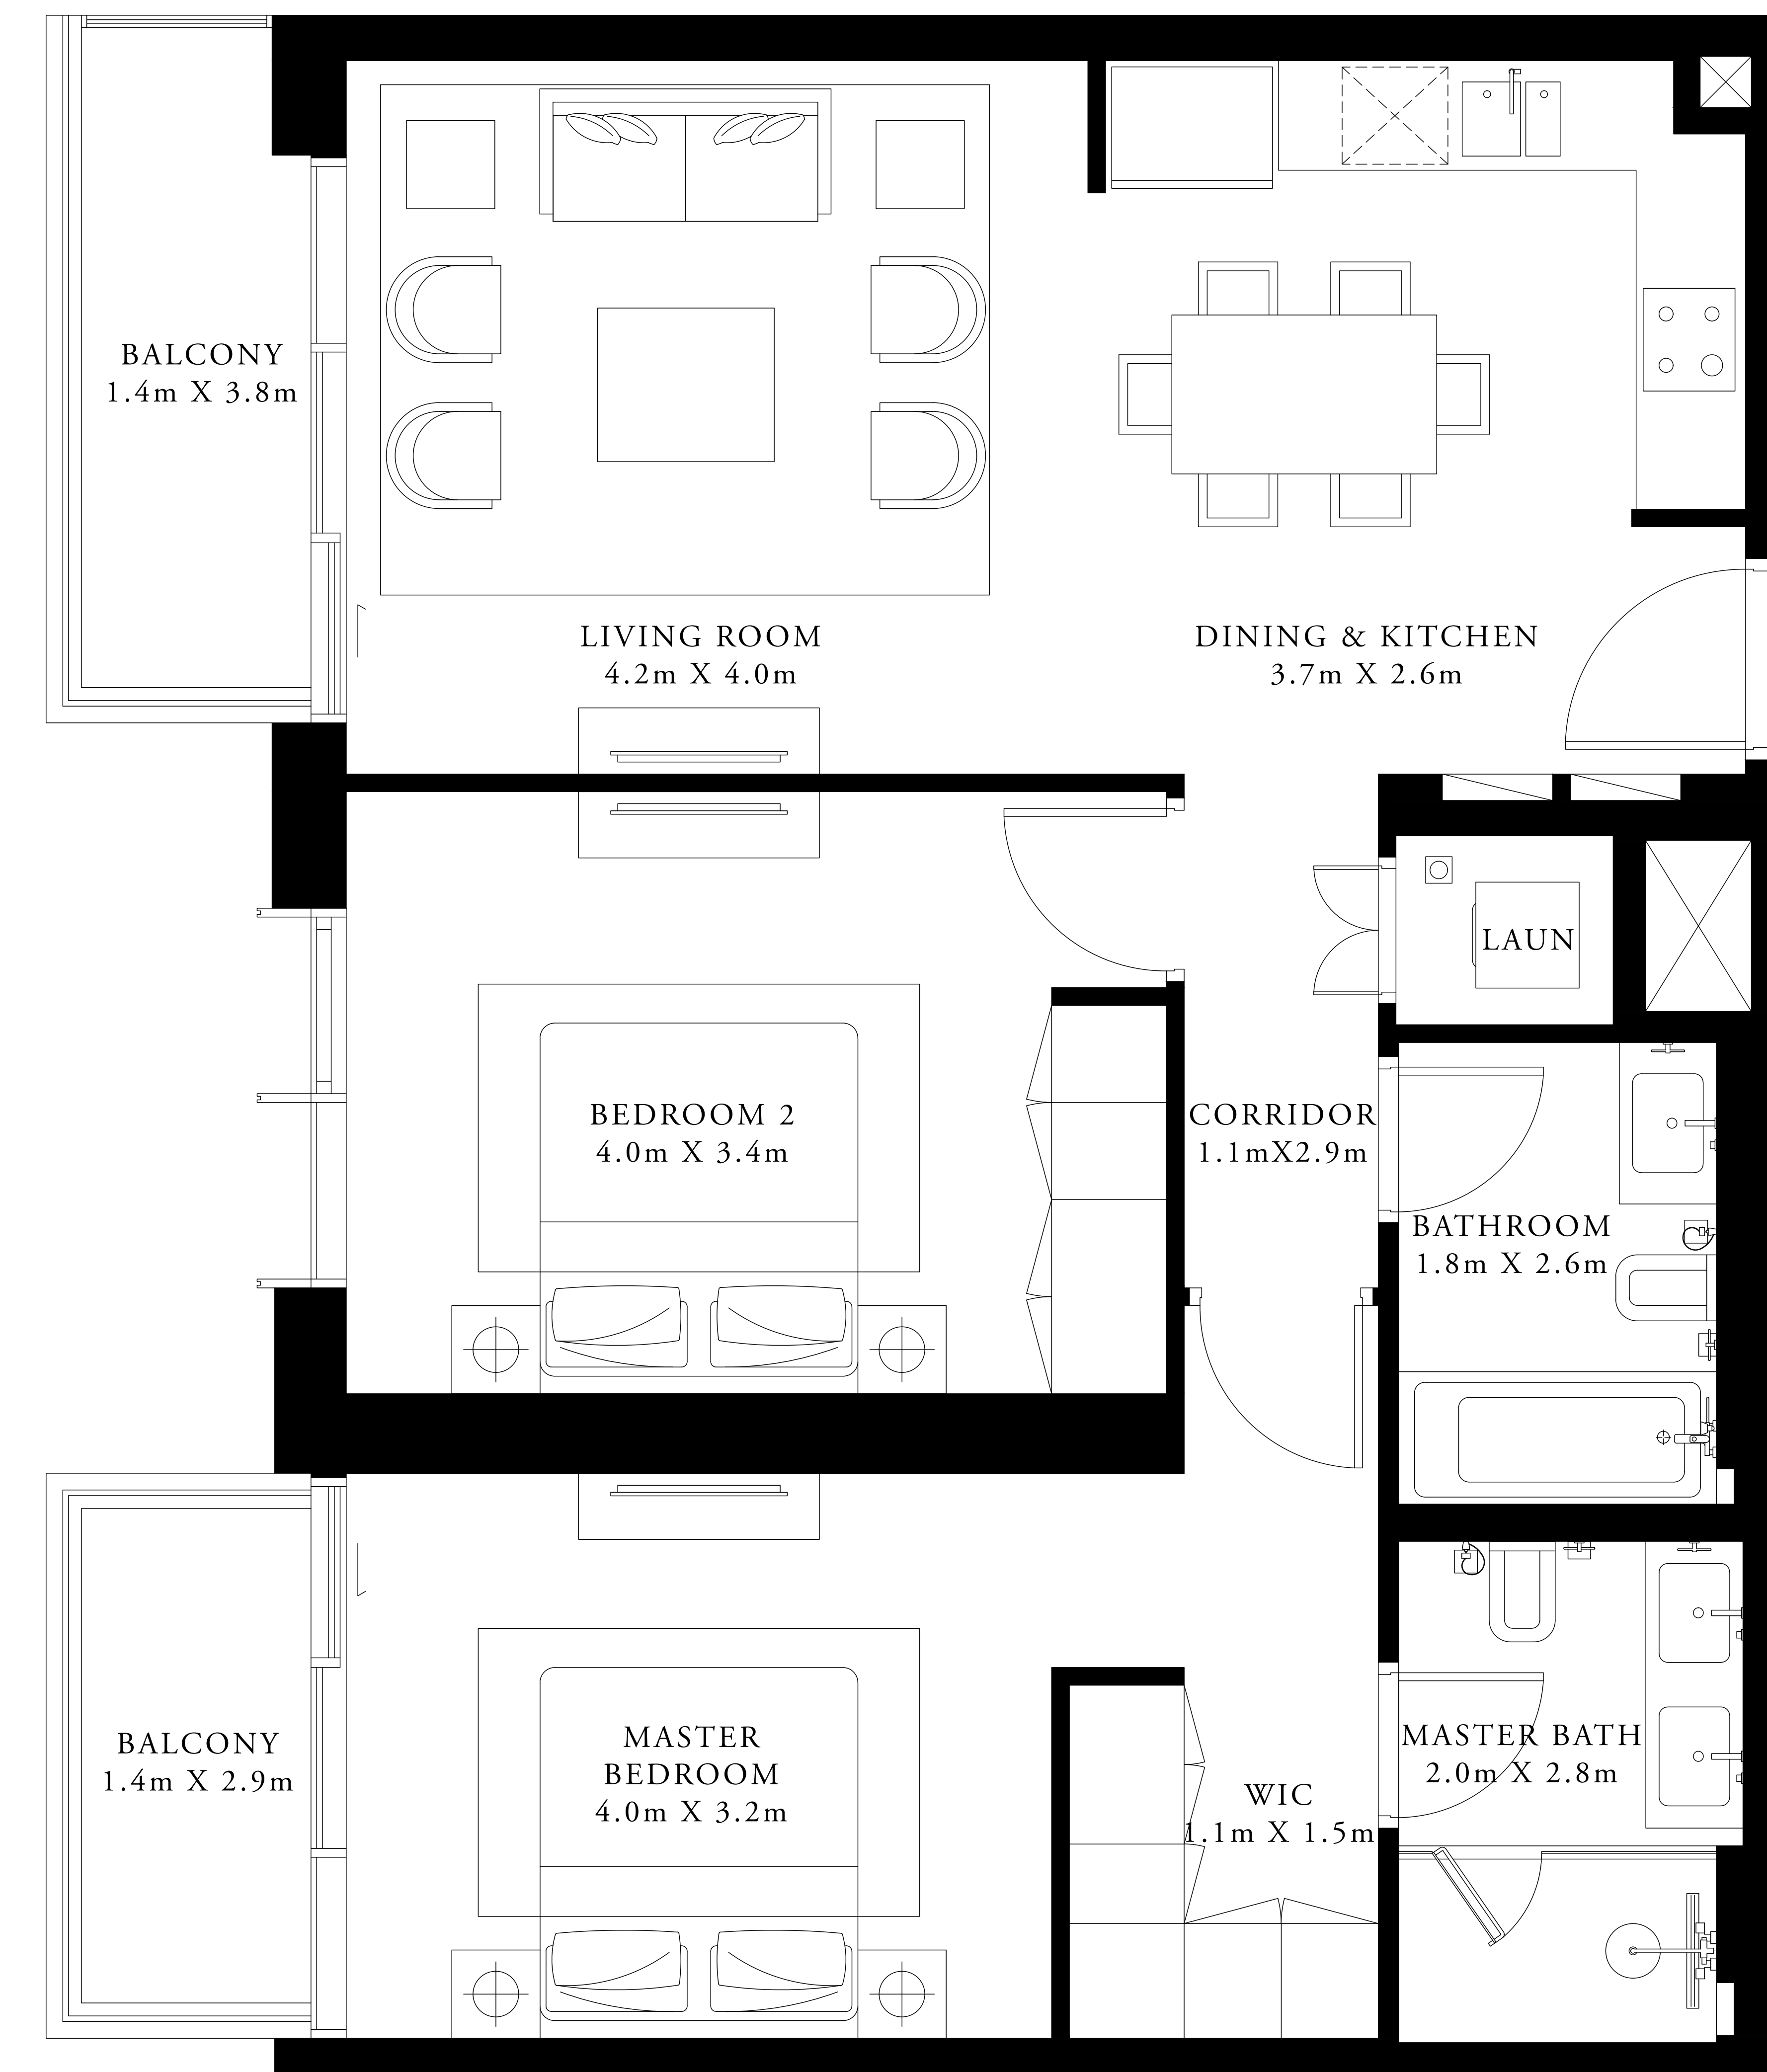 BALCONY
1.4m X 3.8m
LIVING ROOM
4.2m X 4.0m
DINING & KITCHEN
3.7m X 2.6m
LAUN
BEDROOM 2
4.0m X 3.4m
CORRIDOR
1.1mX2.9m
BATHROOM
1.8m X 2.6m
BALCONY
1.4m X 2.9m
MASTER
BEDROOM
4.0m X 3.2m
WIC
1.1m X 1.5m
MASTER BATH
2.0m X 2.8m